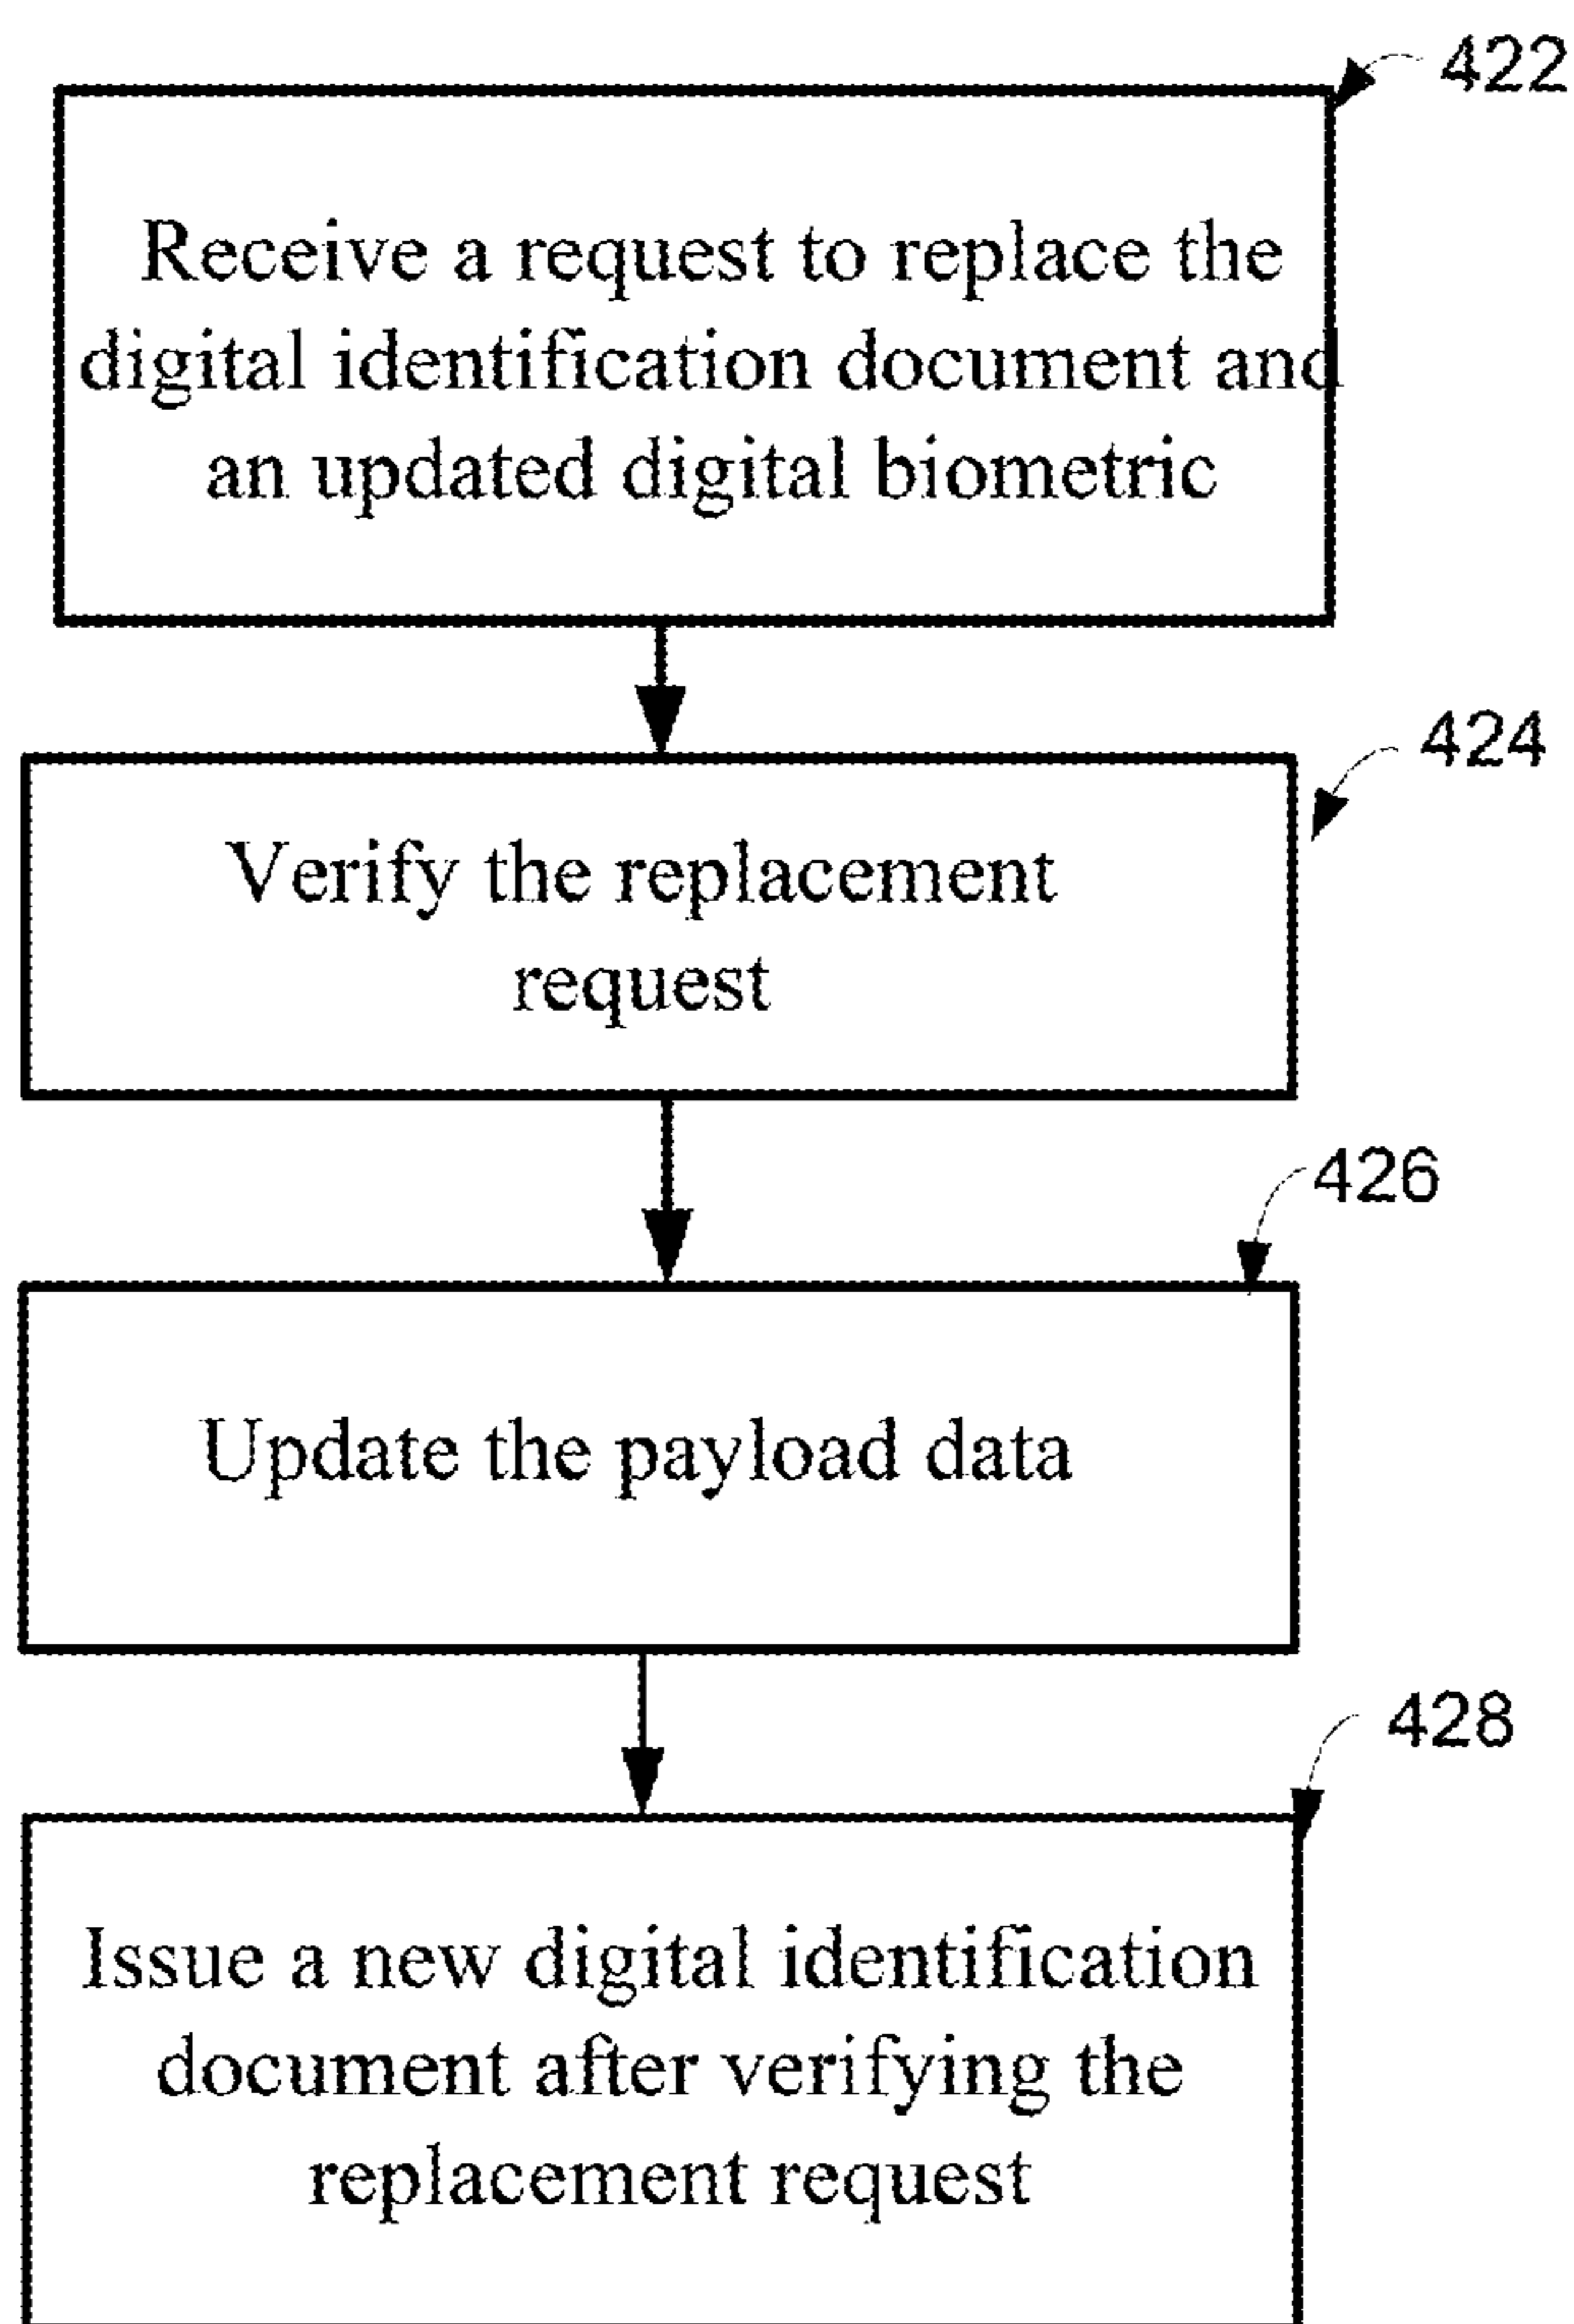 422
Receive a request to replace the
digital identification document and
an updated digital biometric
424
Verify the replacement
request
426
Update the payload data
428
Issue a new digital identification
document after verifying the
replacement request